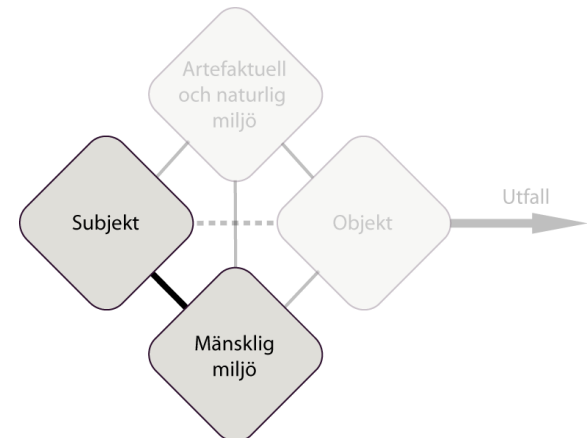 Artefaktuell
och naturlig
miljö
Utfall
Subjekt
Objekt
Mänsklig
miljö